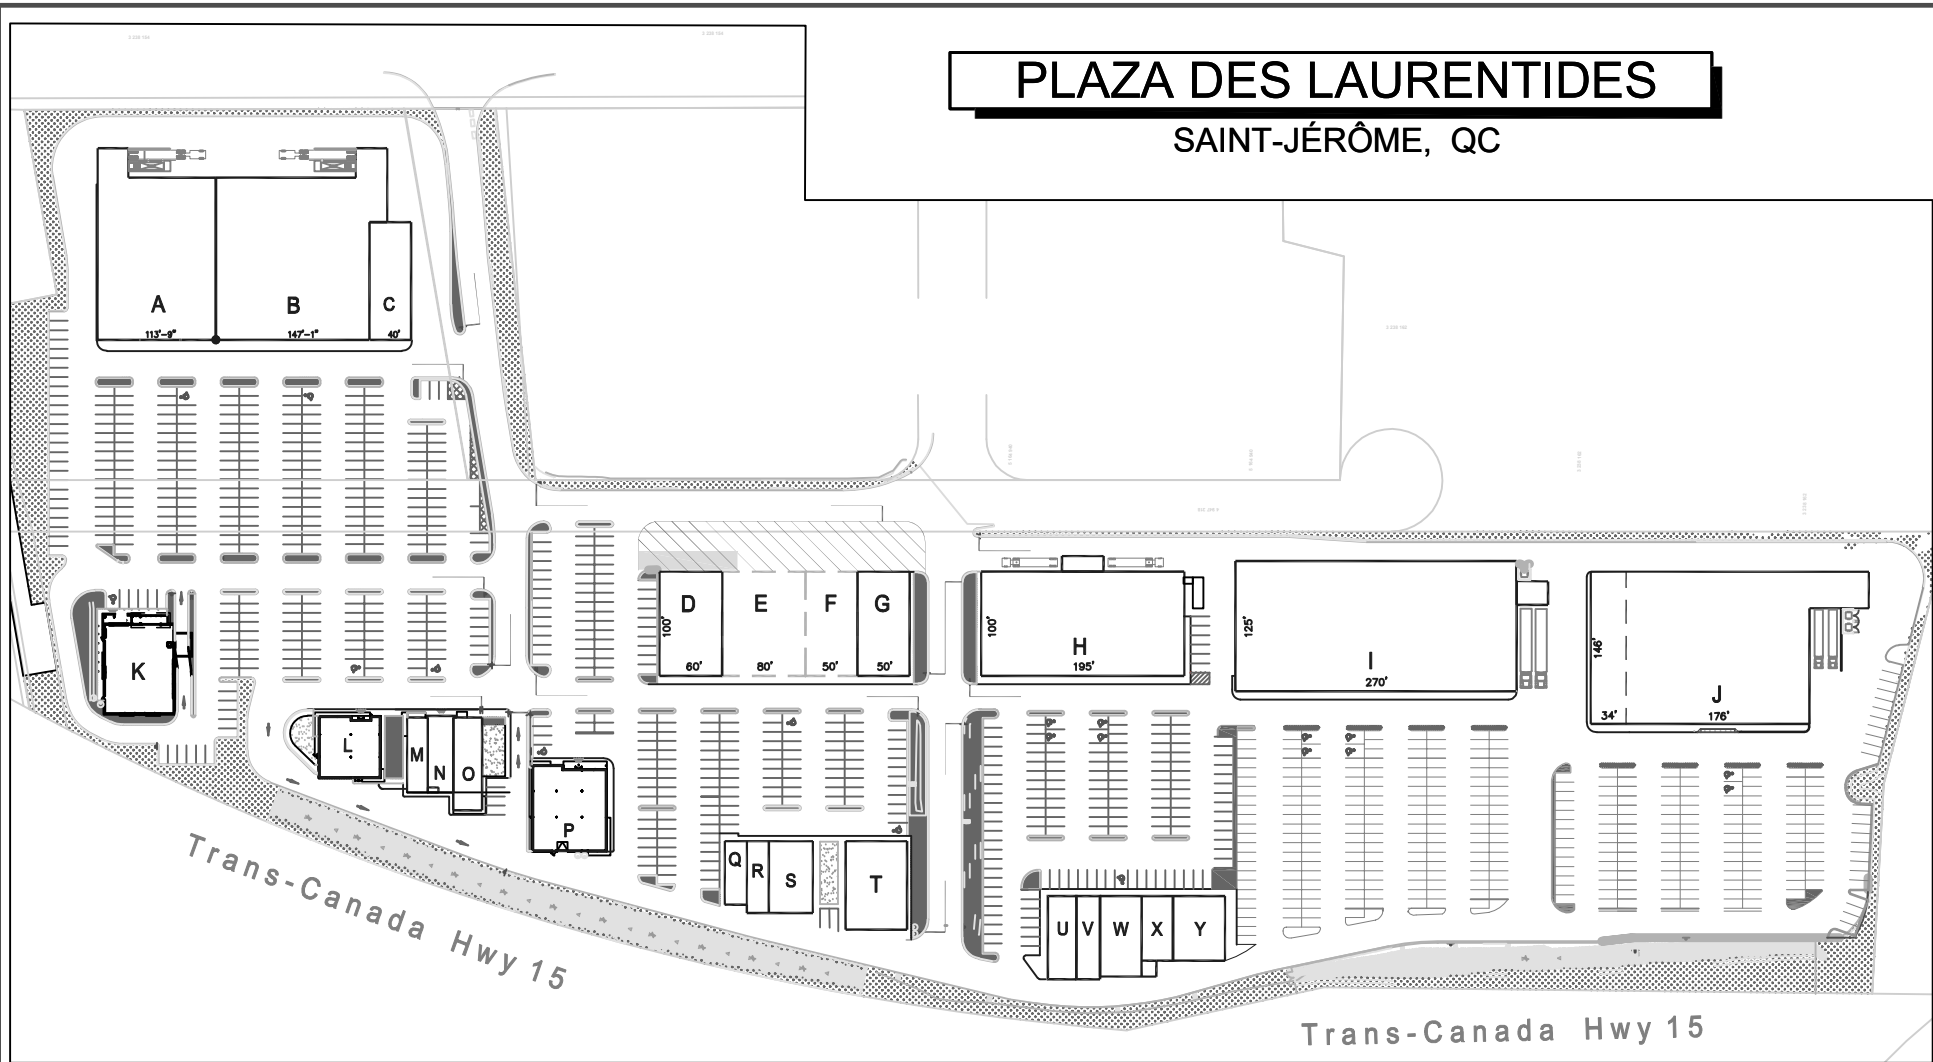 PLAZA DES LAURENTIDES
SAINT-JÉRÔME, QC
A
B
C
113'-9"
147'-1"
40'
D
E
F
G
100'
60'
80'
50'
50'
H
100'
195'
I
125'
270'
J
146'
34'
176'
K
L
M
N
O
P
Q
R
S
T
U
V
W
X
Y
Trans-Canada Hwy 15
Trans-Canada Hwy 15